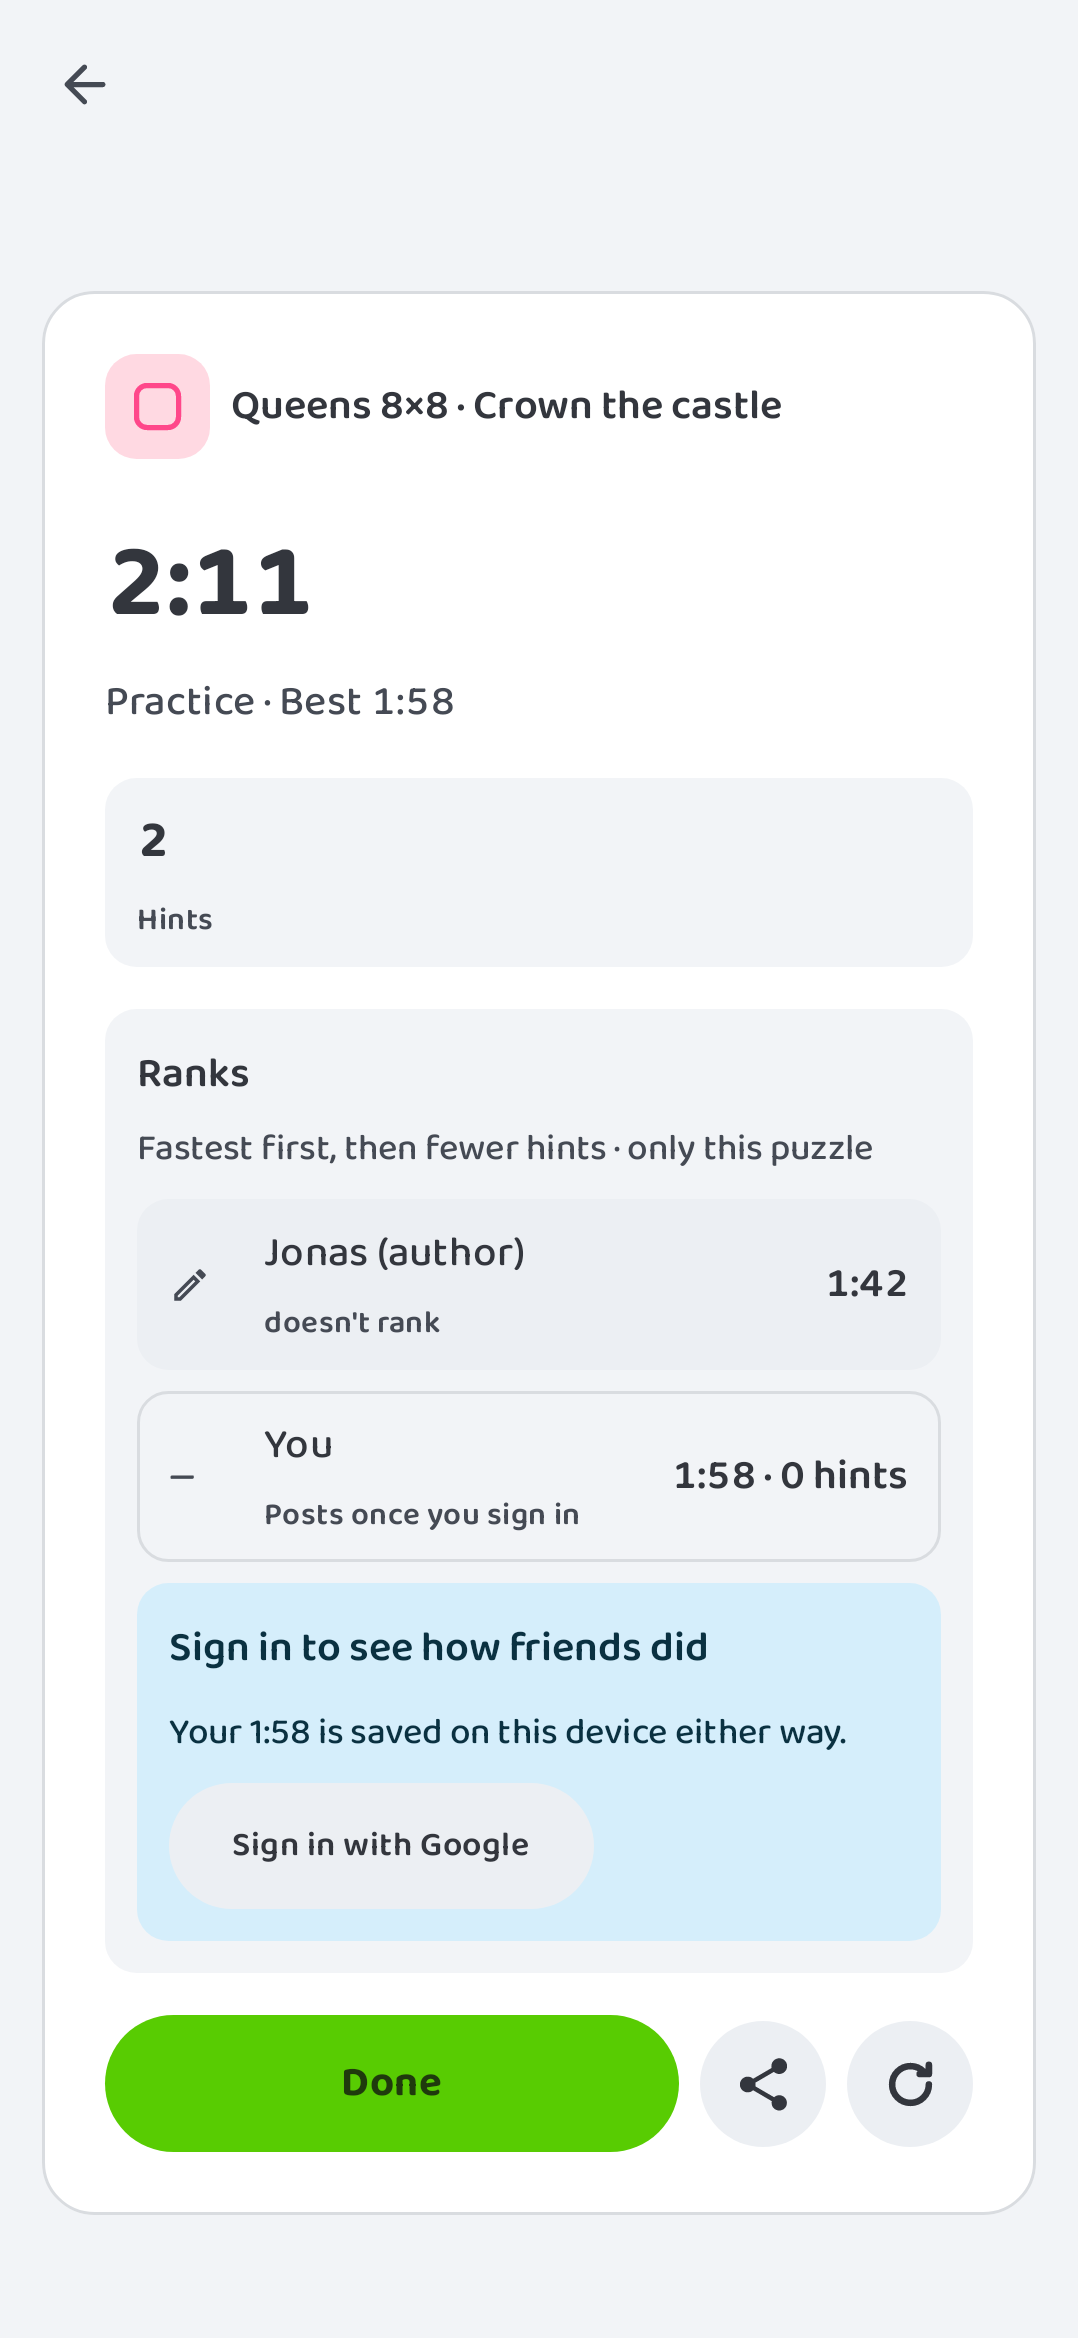 Queens 8×8 · Crown the castle
2:11
Practice · Best 1:58
2
Hints
Ranks
Fastest first, then fewer hints · only this puzzle
Jonas (author)
doesn't rank
1:42
–
You
Posts once you sign in
1:58 · 0 hints
Sign in to see how friends did
Your 1:58 is saved on this device either way.
Sign in with Google
Done